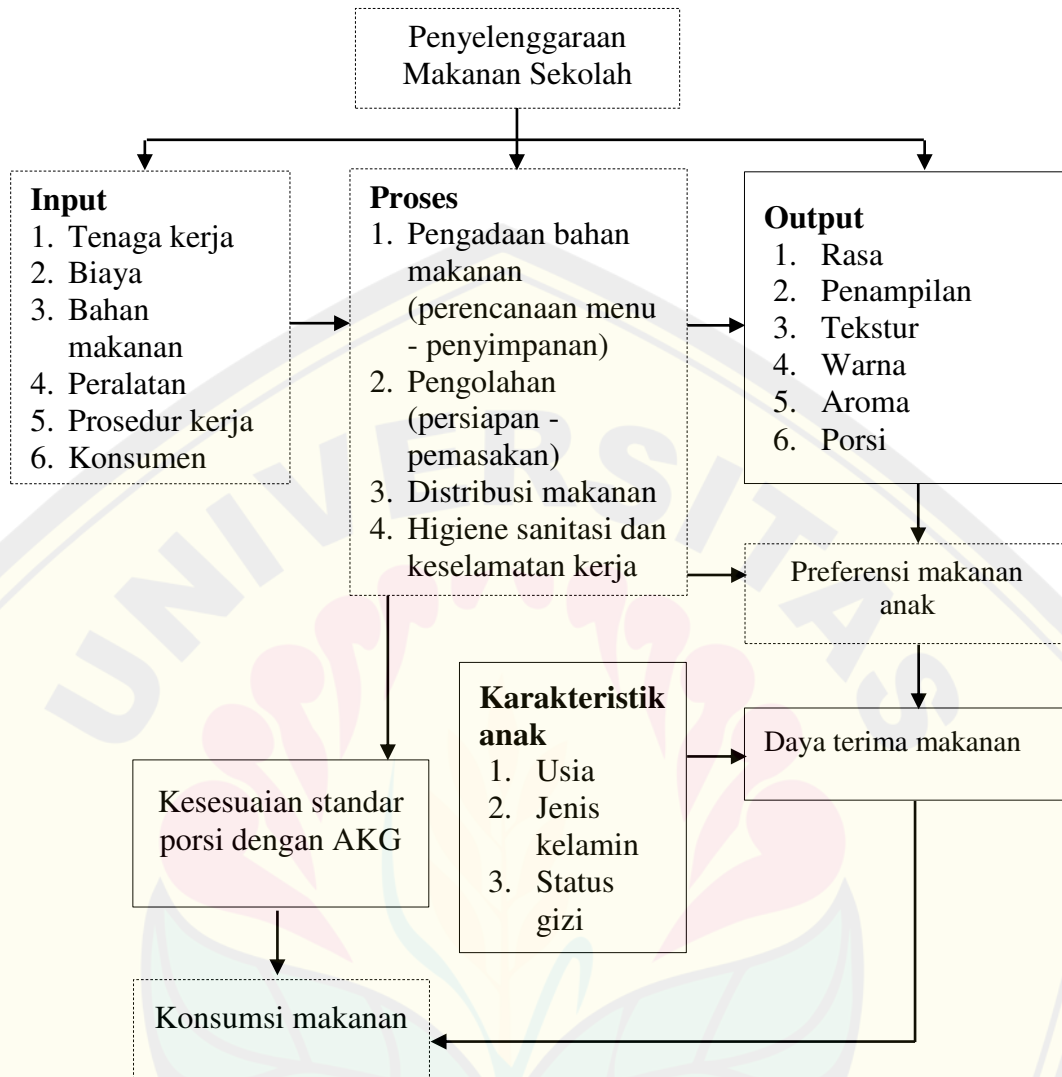 Penyelenggaraan
Makanan Sekolah
Input
1. Tenaga kerja
2. Biaya
3. Bahan
makanan
4. Peralatan
5. Prosedur kerja
6. Konsumen
Proses
1. Pengadaan bahan
makanan
(perencanaan menu
- penyimpanan)
2. Pengolahan
(persiapan -
pemasakan)
3. Distribusi makanan
4. Higiene sanitasi dan
keselamatan kerja
Output
1. Rasa
2. Penampilan
3. Tekstur
4. Warna
5. Aroma
6. Porsi
Preferensi makanan
anak
Karakteristik
anak
1. Usia
2. Jenis
kelamin
3. Status
gizi
Daya terima makanan
Kesesuaian standar
porsi dengan AKG
Konsumsi makanan
UNIVERSITAS